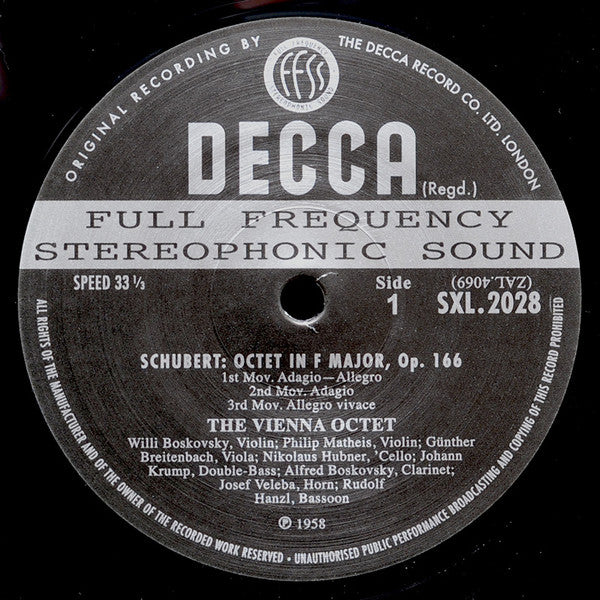 ORIGINAL RECORDING BY THE DECCA RECORD CO. LTD. LONDON
FULL FREQUENCY
FFSS
STEREOPHONIC SOUND
DECCA
(Regd.)
FULL FREQUENCY
STEREOPHONIC SOUND
SPEED 33 ⅓
Side
1
(ZAL.4069)
SXL.2028
SCHUBERT: OCTET IN F MAJOR, Op. 166
1st Mov. Adagio—Allegro
2nd Mov. Adagio
3rd Mov. Allegro vivace
THE VIENNA OCTET
Willi Boskovsky, Violin; Philip Matheis, Violin; Günther
Breitenbach, Viola; Nikolaus Hubner, 'Cello; Johann
Krump, Double-Bass; Alfred Boskovsky, Clarinet;
Josef Veleba, Horn; Rudolf
Hanzl, Bassoon
℗ 1958
ALL RIGHTS OF THE MANUFACTURER AND OF THE OWNER OF THE RECORDED WORK RESERVED • UNAUTHORISED PUBLIC PERFORMANCE BROADCASTING AND COPYING OF THIS RECORD PROHIBITED